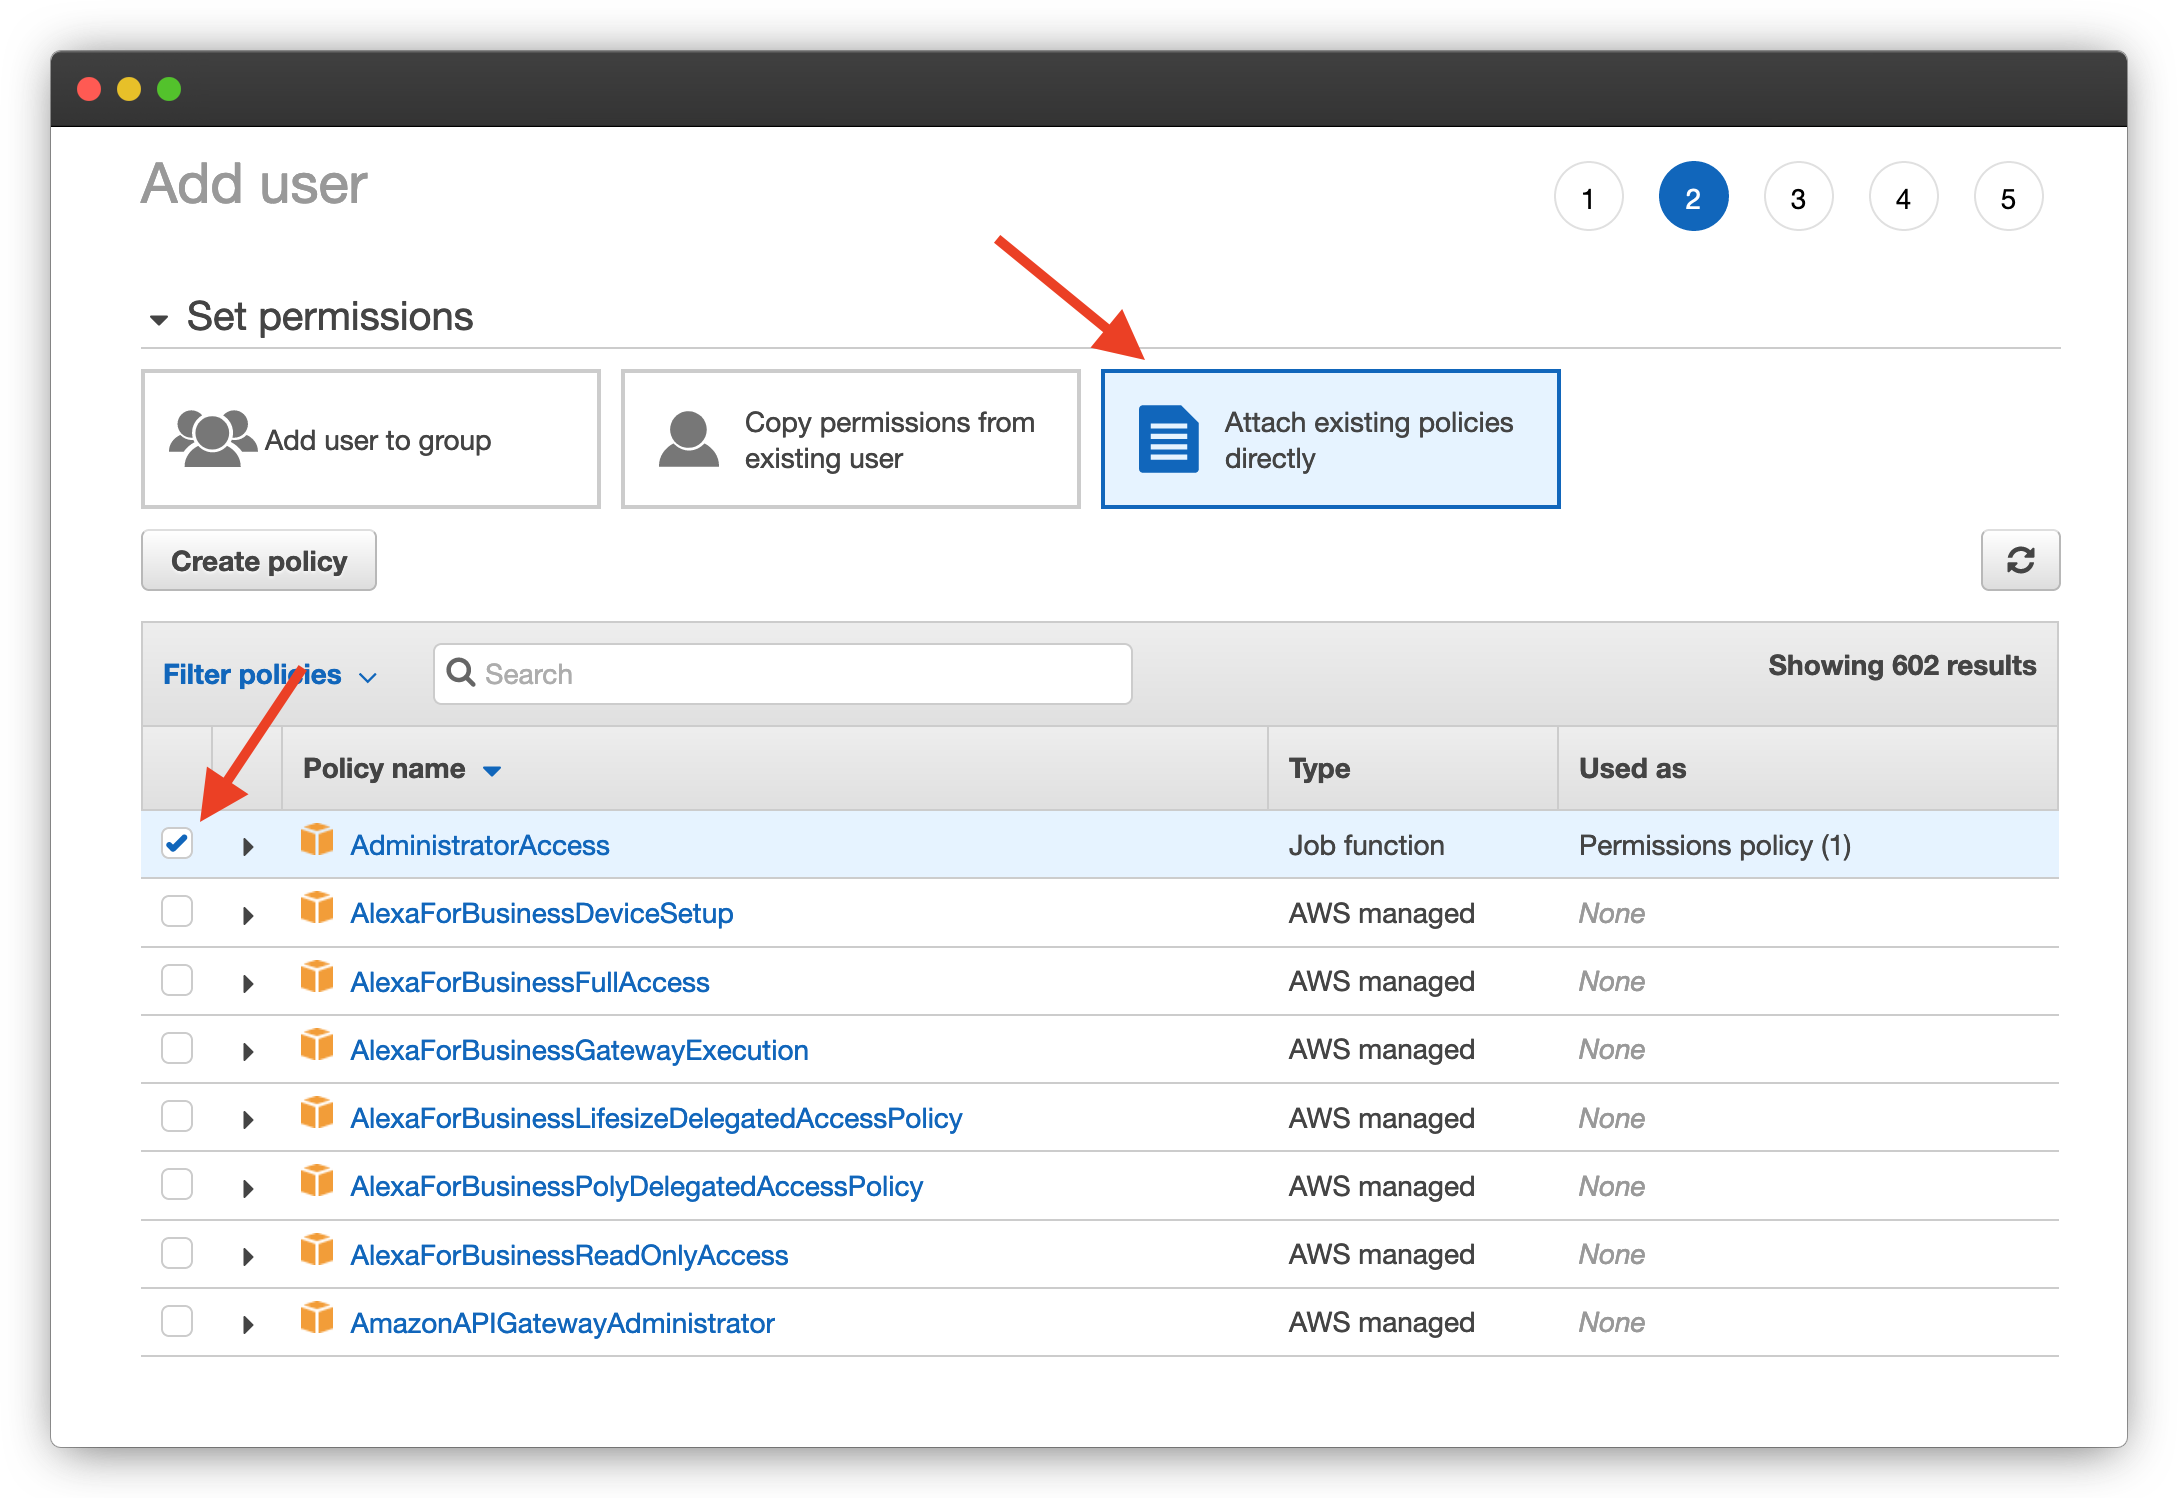 Add user
1 2 3 4 5
Set permissions
Add user to group
Copy permissions from
existing user
Attach existing policies
directly
Create policy
Filter policies
Search
Showing 602 results
Policy name Type Used as
AdministratorAccess Job function Permissions policy (1)
AlexaForBusinessDeviceSetup AWS managed None
AlexaForBusinessFullAccess AWS managed None
AlexaForBusinessGatewayExecution AWS managed None
AlexaForBusinessLifesizeDelegatedAccessPolicy AWS managed None
AlexaForBusinessPolyDelegatedAccessPolicy AWS managed None
AlexaForBusinessReadOnlyAccess AWS managed None
AmazonAPIGatewayAdministrator AWS managed None